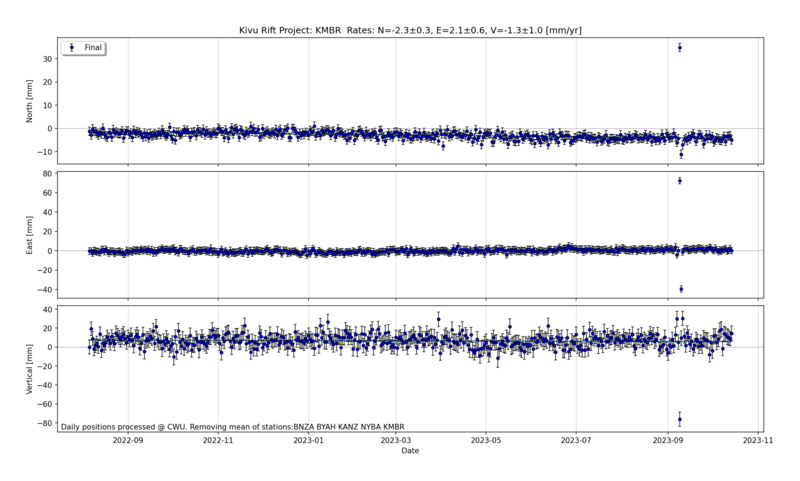 Kivu Rift Project: KMBR Rates: N=-2.3±0.3, E=2.1±0.6, V=-1.3±1.0 [mm/yr]
Final
North [mm]
30
20
10
0
−10
East [mm]
80
60
40
20
0
−20
−40
Vertical [mm]
40
20
0
−20
−40
−60
−80
Daily positions processed @ CWU. Removing mean of stations:BNZA BYAH KANZ NYBA KMBR
2022-09 2022-11 2023-01 2023-03 2023-05 2023-07 2023-09 2023-11
Date